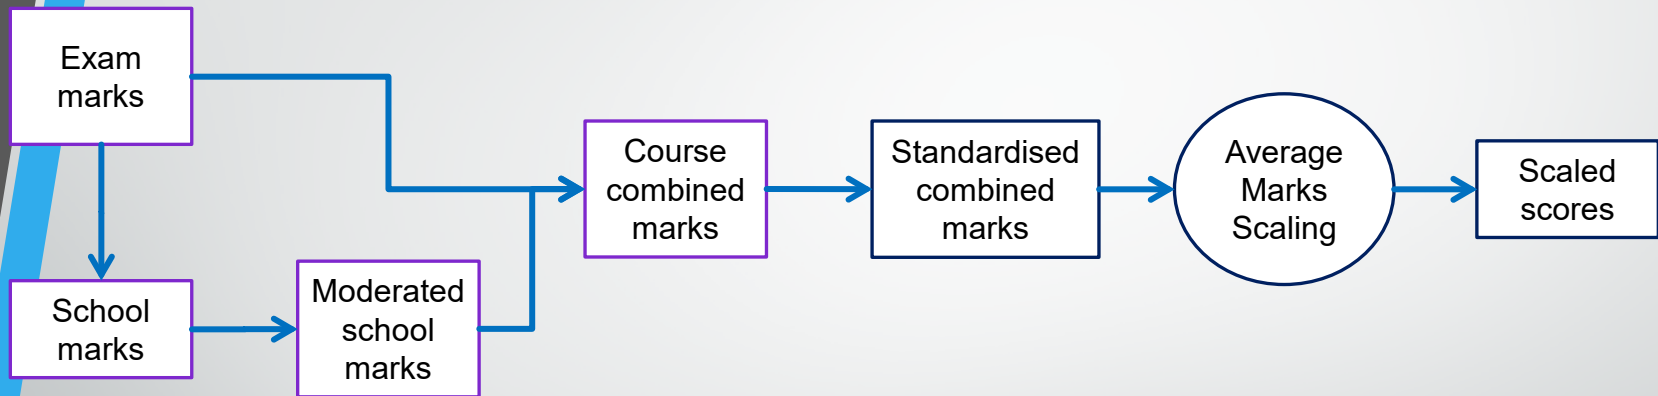 Exam
marks
School
marks
Moderated
school
marks
Course
combined
marks
Standardised
combined
marks
Average
Marks
Scaling
Scaled
scores